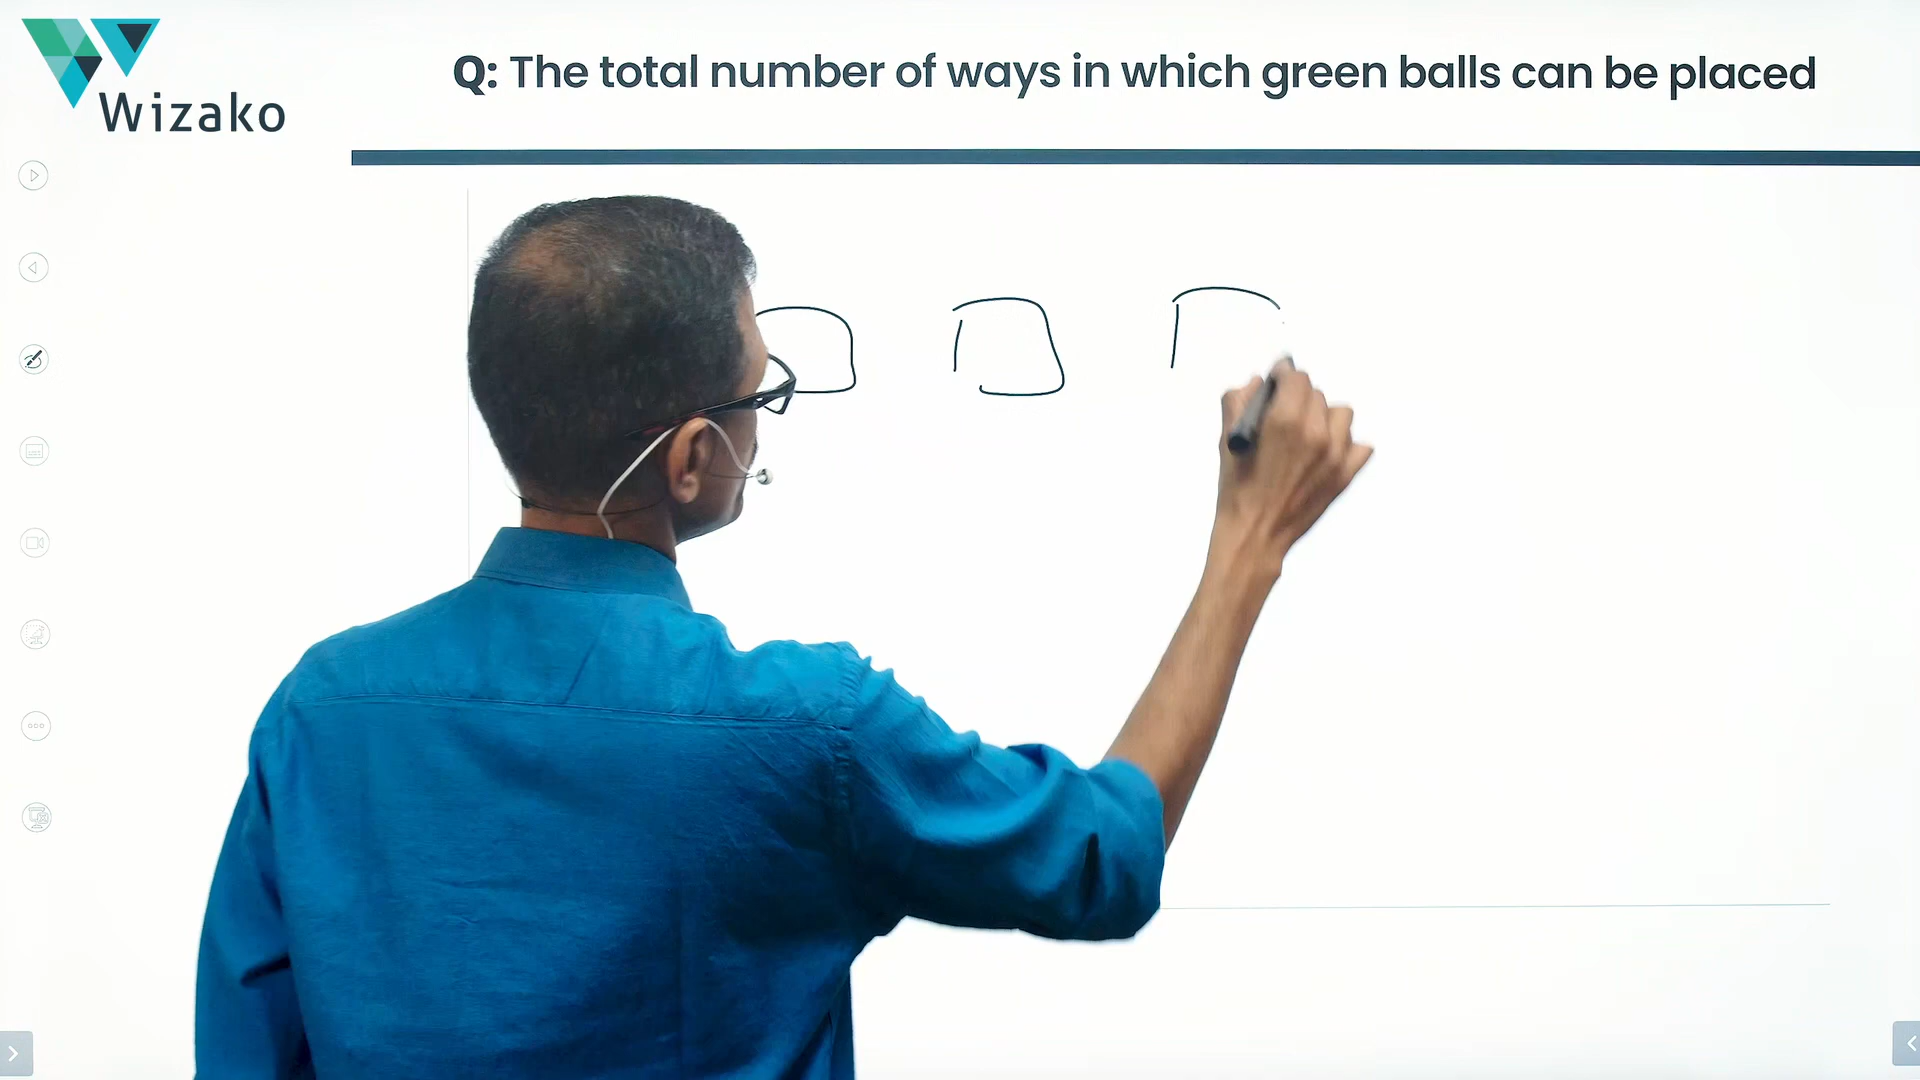 Wizako
Q: The total number of ways in which green balls can be placed